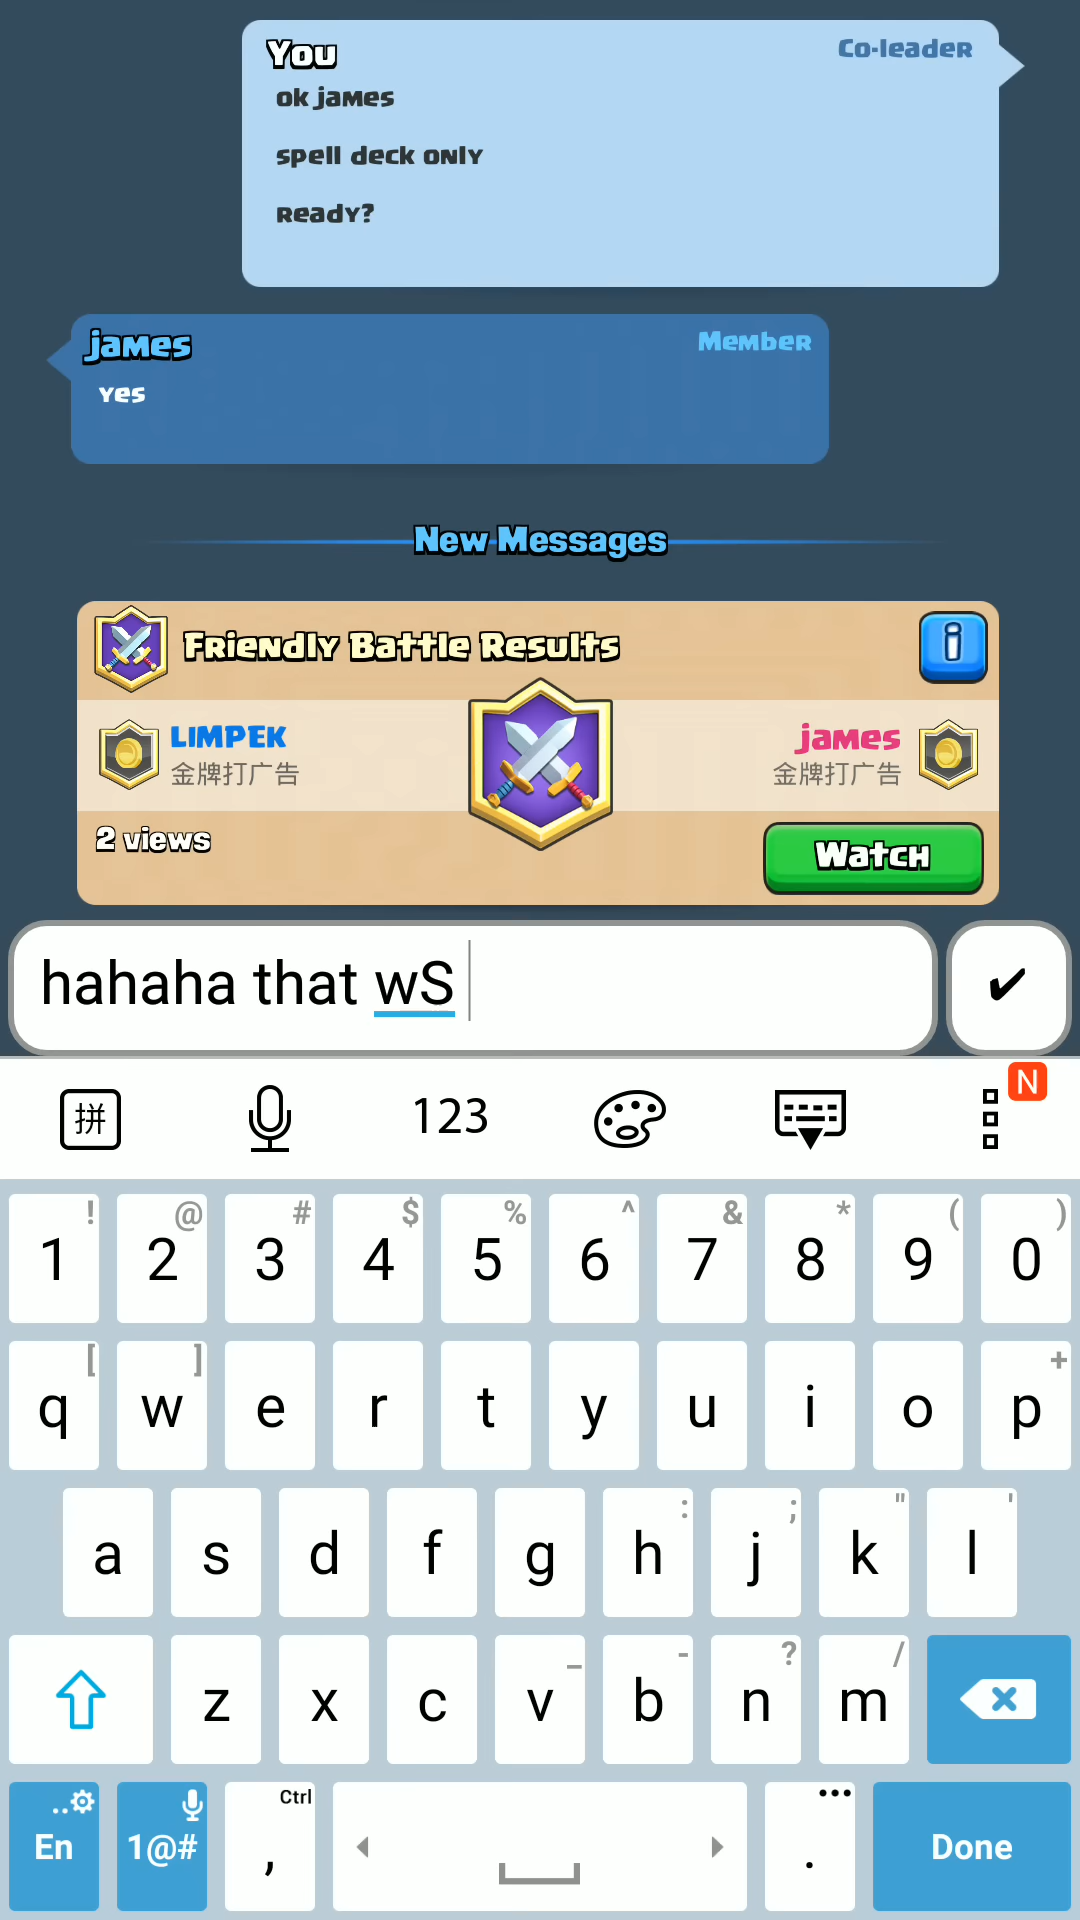 You
Co-leader
ok james
spell deck only
ready?
james
Member
yes
New Messages
Friendly Battle Results
i
LIMPEK
james
金牌打广告
金牌打广告
2 views
Watch
hahaha that wS
✔
拼
123
N
! @ # $ % ^ & * ( )
1 2 3 4 5 6 7 8 9 0
[ ] +
q w e r t y u i o p
: ; " '
a s d f g h j k l
_ - ? /
z x c v b n m
.. Ctrl •••
En 1@# , . Done